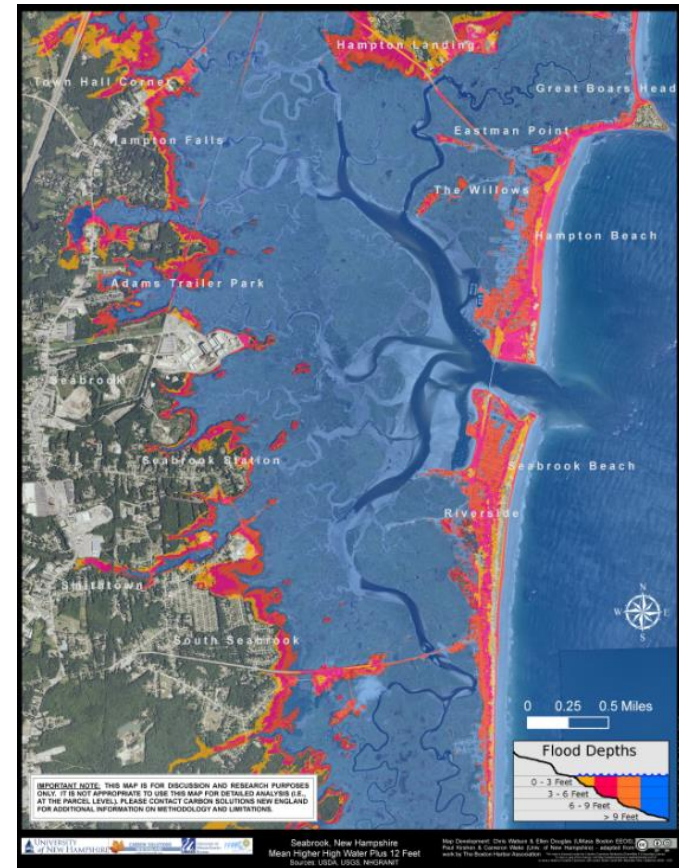 Hampton Landing
Town Hall Corner
Great Boars Head
Hampton Falls
Eastman Point
The Willows
Hampton Beach
Adams Trailer Park
Seabrook
Seabrook Station
Seabrook Beach
Riverside
Smithtown
South Seabrook
N
W E
S
0 0.25 0.5 Miles
Flood Depths
0 - 3 Feet
3 - 6 Feet
6 - 9 Feet
> 9 Feet
IMPORTANT NOTE: THIS MAP IS FOR DISCUSSION AND RESEARCH PURPOSES
ONLY. IT IS NOT APPROPRIATE TO USE THIS MAP FOR DETAILED ANALYSIS (I.E.,
AT THE PARCEL LEVEL). PLEASE CONTACT CARBON SOLUTIONS NEW ENGLAND
FOR ADDITIONAL INFORMATION ON METHODOLOGY AND LIMITATIONS.
UNIVERSITY
of NEW HAMPSHIRE
Seabrook, New Hampshire
Mean Higher High Water Plus 12 Feet
Sources: USDA, USGS, NHGRANIT
Map Development: Chris Watson & Ellen Douglas (UMass Boston EEOS),
Paul Kirshen & Cameron Wake (Univ. of New Hampshire) - adapted from
work by The Boston Harbor Association.